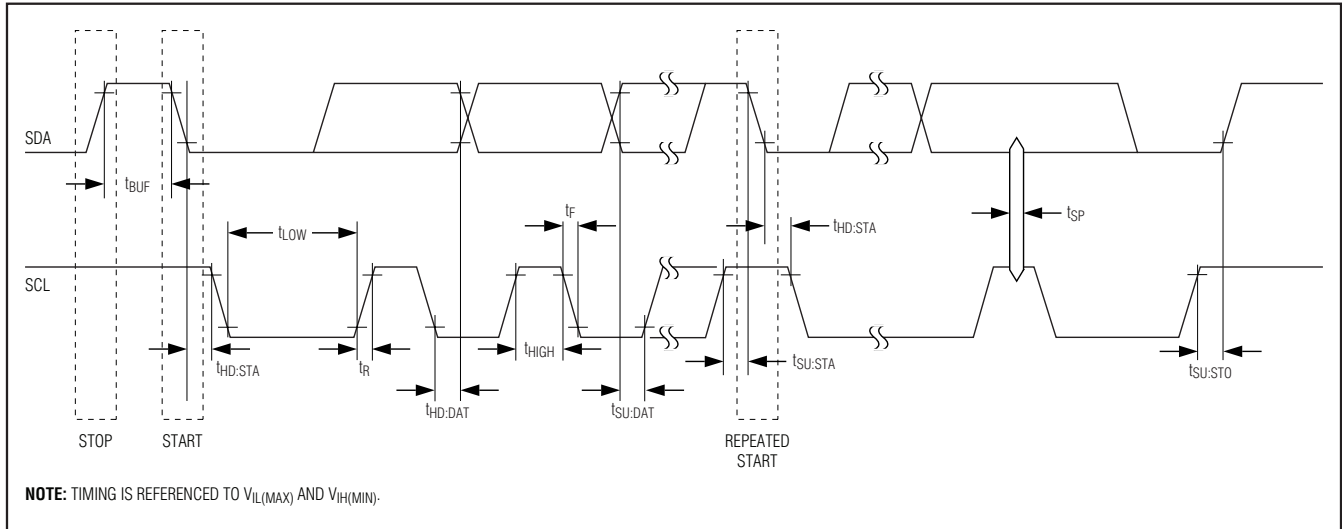 SDA
tBUF
tLOW
tF
tHD:STA
tSP
SCL
tHD:STA
tR
tHIGH
tHD:DAT
tSU:DAT
tSU:STA
tSU:STO
STOP
START
REPEATED
START
NOTE: TIMING IS REFERENCED TO VIL(MAX) AND VIH(MIN).